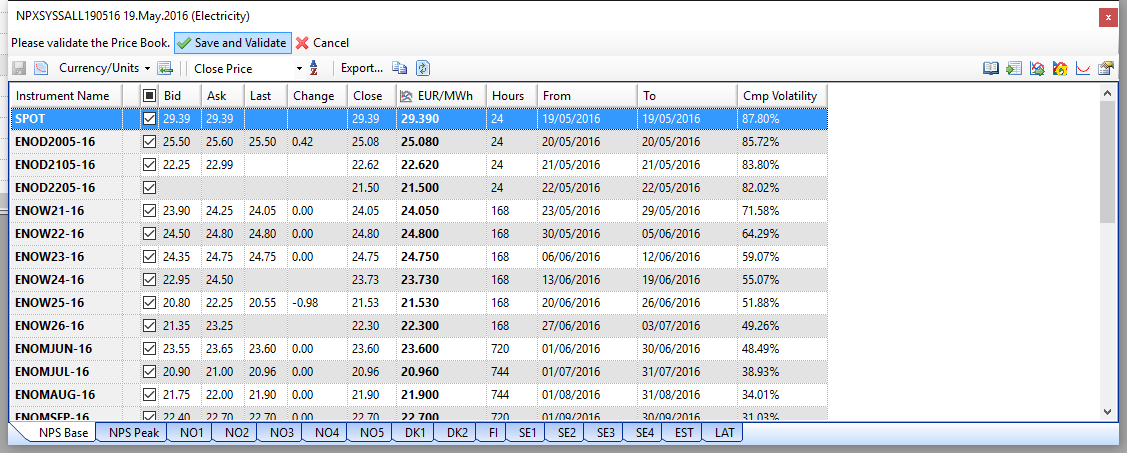 NPXSYSSALL190516 19.May.2016 (Electricity)
Please validate the Price Book. Save and Validate Cancel
Currency/Units Close Price Export...
Instrument Name Bid Ask Last Change Close EUR/MWh Hours From To Cmp Volatility
SPOT 29.39 29.39 29.39 29.390 24 19/05/2016 19/05/2016 87.80%
ENOD2005-16 25.50 25.60 25.50 0.42 25.08 25.080 24 20/05/2016 20/05/2016 85.72%
ENOD2105-16 22.25 22.99 22.62 22.620 24 21/05/2016 21/05/2016 83.80%
ENOD2205-16 21.50 21.500 24 22/05/2016 22/05/2016 82.02%
ENOW21-16 23.90 24.25 24.05 0.00 24.05 24.050 168 23/05/2016 29/05/2016 71.58%
ENOW22-16 24.50 24.80 24.80 0.00 24.80 24.800 168 30/05/2016 05/06/2016 64.29%
ENOW23-16 24.35 24.75 24.75 0.00 24.75 24.750 168 06/06/2016 12/06/2016 59.07%
ENOW24-16 22.95 24.50 23.73 23.730 168 13/06/2016 19/06/2016 55.07%
ENOW25-16 20.80 22.25 20.55 -0.98 21.53 21.530 168 20/06/2016 26/06/2016 51.88%
ENOW26-16 21.35 23.25 22.30 22.300 168 27/06/2016 03/07/2016 49.26%
ENOMJUN-16 23.55 23.65 23.60 0.00 23.60 23.600 720 01/06/2016 30/06/2016 48.49%
ENOMJUL-16 20.90 21.00 20.96 0.00 20.96 20.960 744 01/07/2016 31/07/2016 38.93%
ENOMAUG-16 21.75 22.00 21.90 0.00 21.90 21.900 744 01/08/2016 31/08/2016 34.01%
ENOMSEP-16 22.40 22.70 22.70 0.00 22.70 22.700 720 01/09/2016 30/09/2016 31.03%
NPS Base NPS Peak NO1 NO2 NO3 NO4 NO5 DK1 DK2 FI SE1 SE2 SE3 SE4 EST LAT